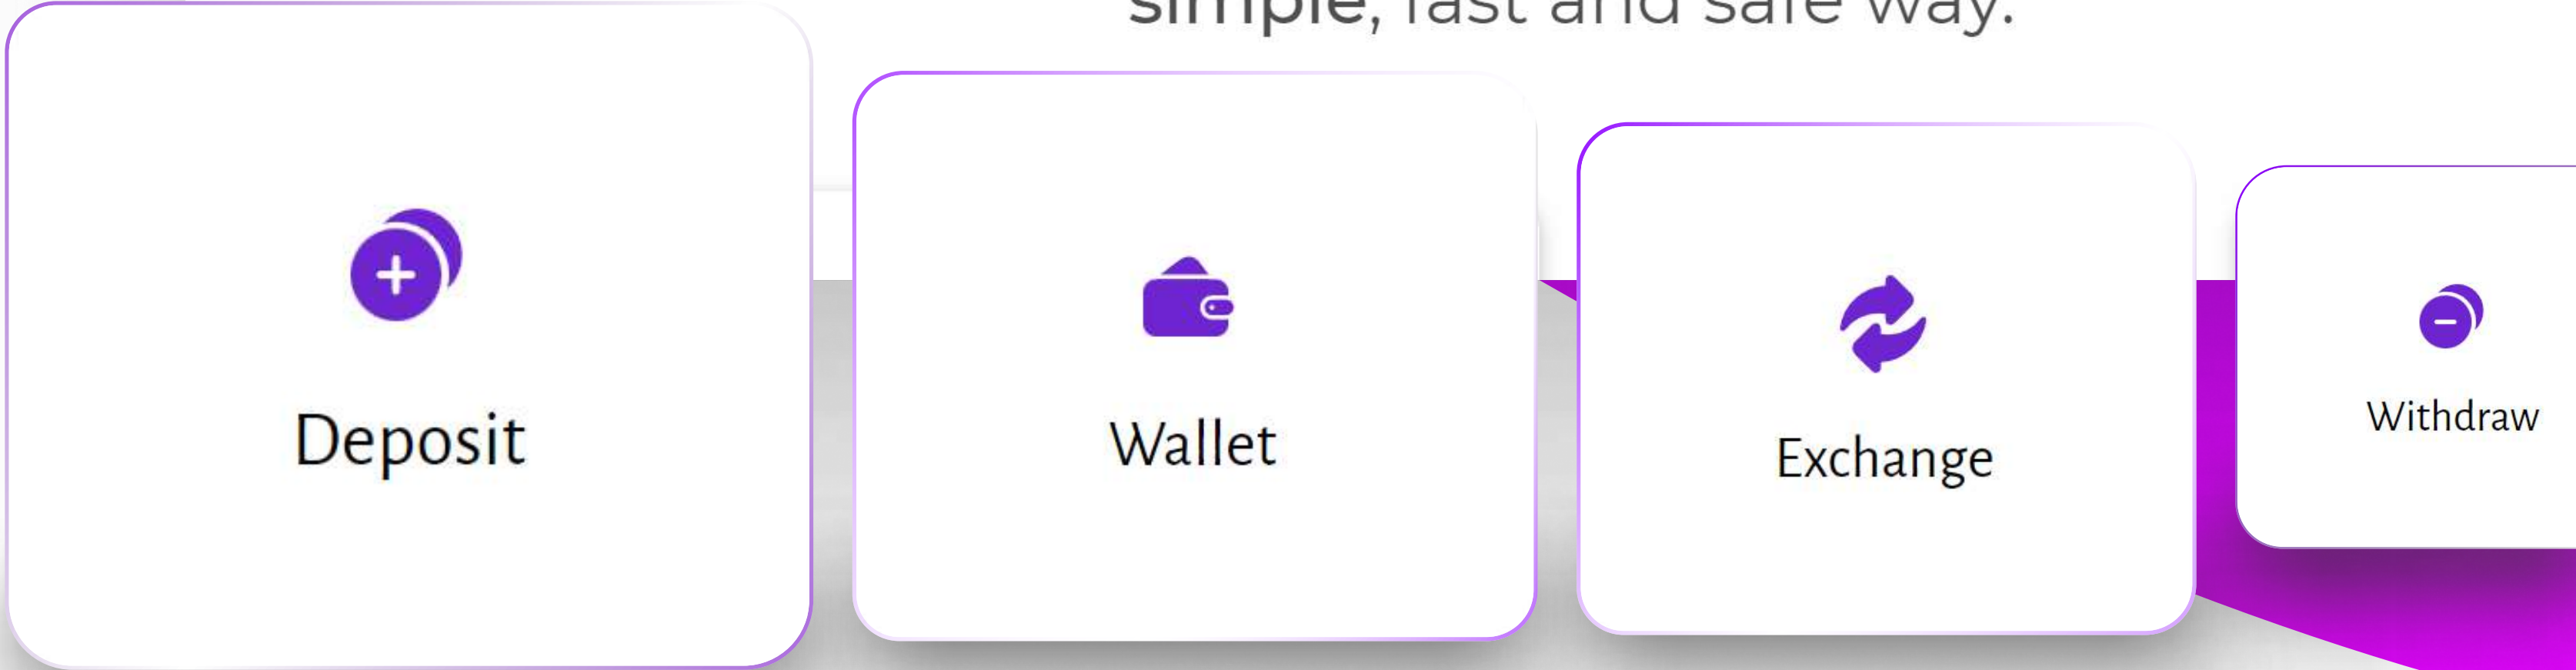 simple, fast and safe way.
Deposit
Wallet
Exchange
Withdraw